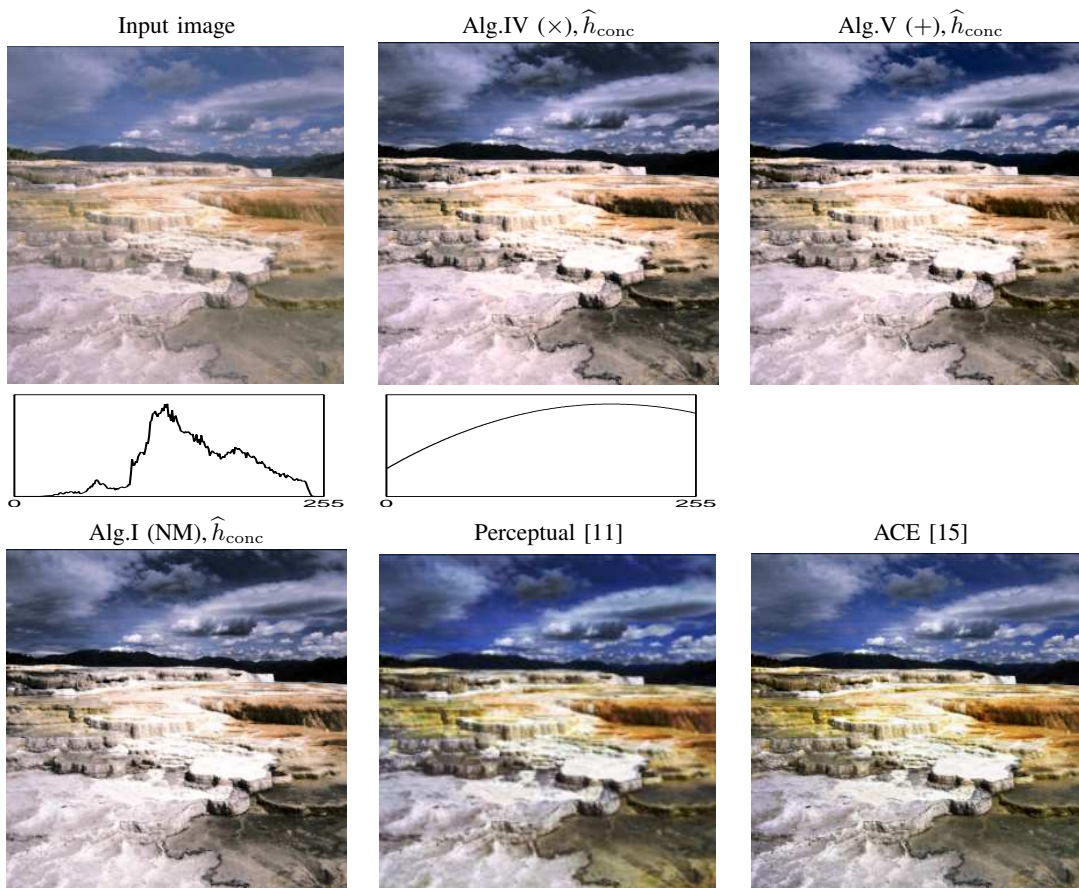 Input image
Alg.IV (×), ĥconc
Alg.V (+), ĥconc
0 255
0 255
Alg.I (NM), ĥconc
Perceptual [11]
ACE [15]